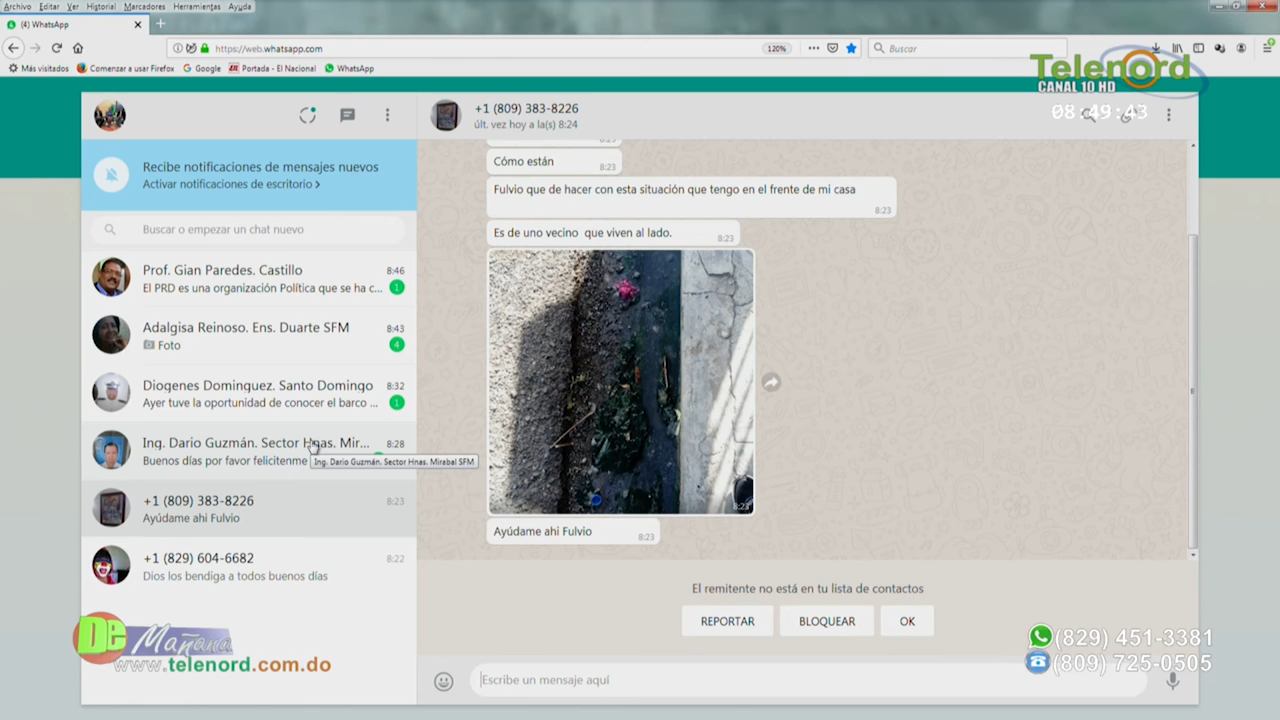 Archivo Editar Ver Historial Marcadores Herramientas Ayuda
(4) WhatsApp
https://web.whatsapp.com
120%
Buscar
Más visitados Comenzar a usar Firefox Google Portada - El Nacional WhatsApp
Telenord
CANAL 10 HD
08:49:43
+1 (809) 383-8226
últ. vez hoy a la(s) 8:24
Recibe notificaciones de mensajes nuevos
Activar notificaciones de escritorio >
Buscar o empezar un chat nuevo
Prof. Gian Paredes. Castillo 8:46
El PRD es una organización Política que se ha c... 1
Adalgisa Reinoso. Ens. Duarte SFM 8:43
Foto 4
Diogenes Dominguez. Santo Domingo 8:32
Ayer tuve la oportunidad de conocer el barco ... 1
Ing. Dario Guzmán. Sector Hnas. Mir... 8:28
Buenos días por favor felicitenme
Ing. Dario Guzmán. Sector Hnas. Mirabal SFM
+1 (809) 383-8226 8:23
Ayúdame ahi Fulvio
+1 (829) 604-6682 8:22
Dios los bendiga a todos buenos días
8:23
Cómo están
8:23
Fulvio que de hacer con esta situación que tengo en el frente de mi casa
8:23
Es de uno vecino que viven al lado.
8:23
8:23
Ayúdame ahi Fulvio
8:23
El remitente no está en tu lista de contactos
REPORTAR BLOQUEAR OK
Escribe un mensaje aquí
De Mañana
www.telenord.com.do
(829) 451-3381
(809) 725-0505